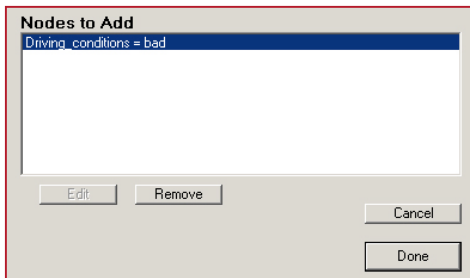 Nodes to Add
Driving_conditions = bad
Edit Remove
Cancel
Done